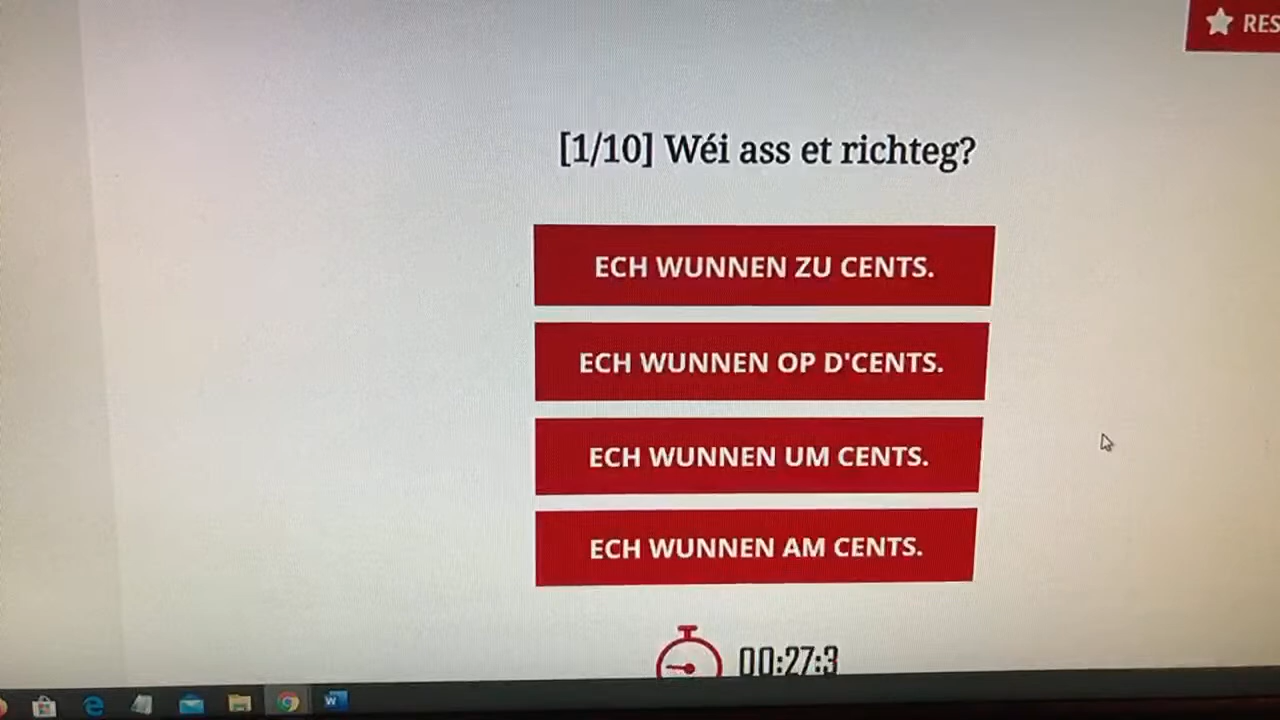 RES
[1/10] Wéi ass et richteg?
ECH WUNNEN ZU CENTS.
ECH WUNNEN OP D'CENTS.
ECH WUNNEN UM CENTS.
ECH WUNNEN AM CENTS.
00:27:3